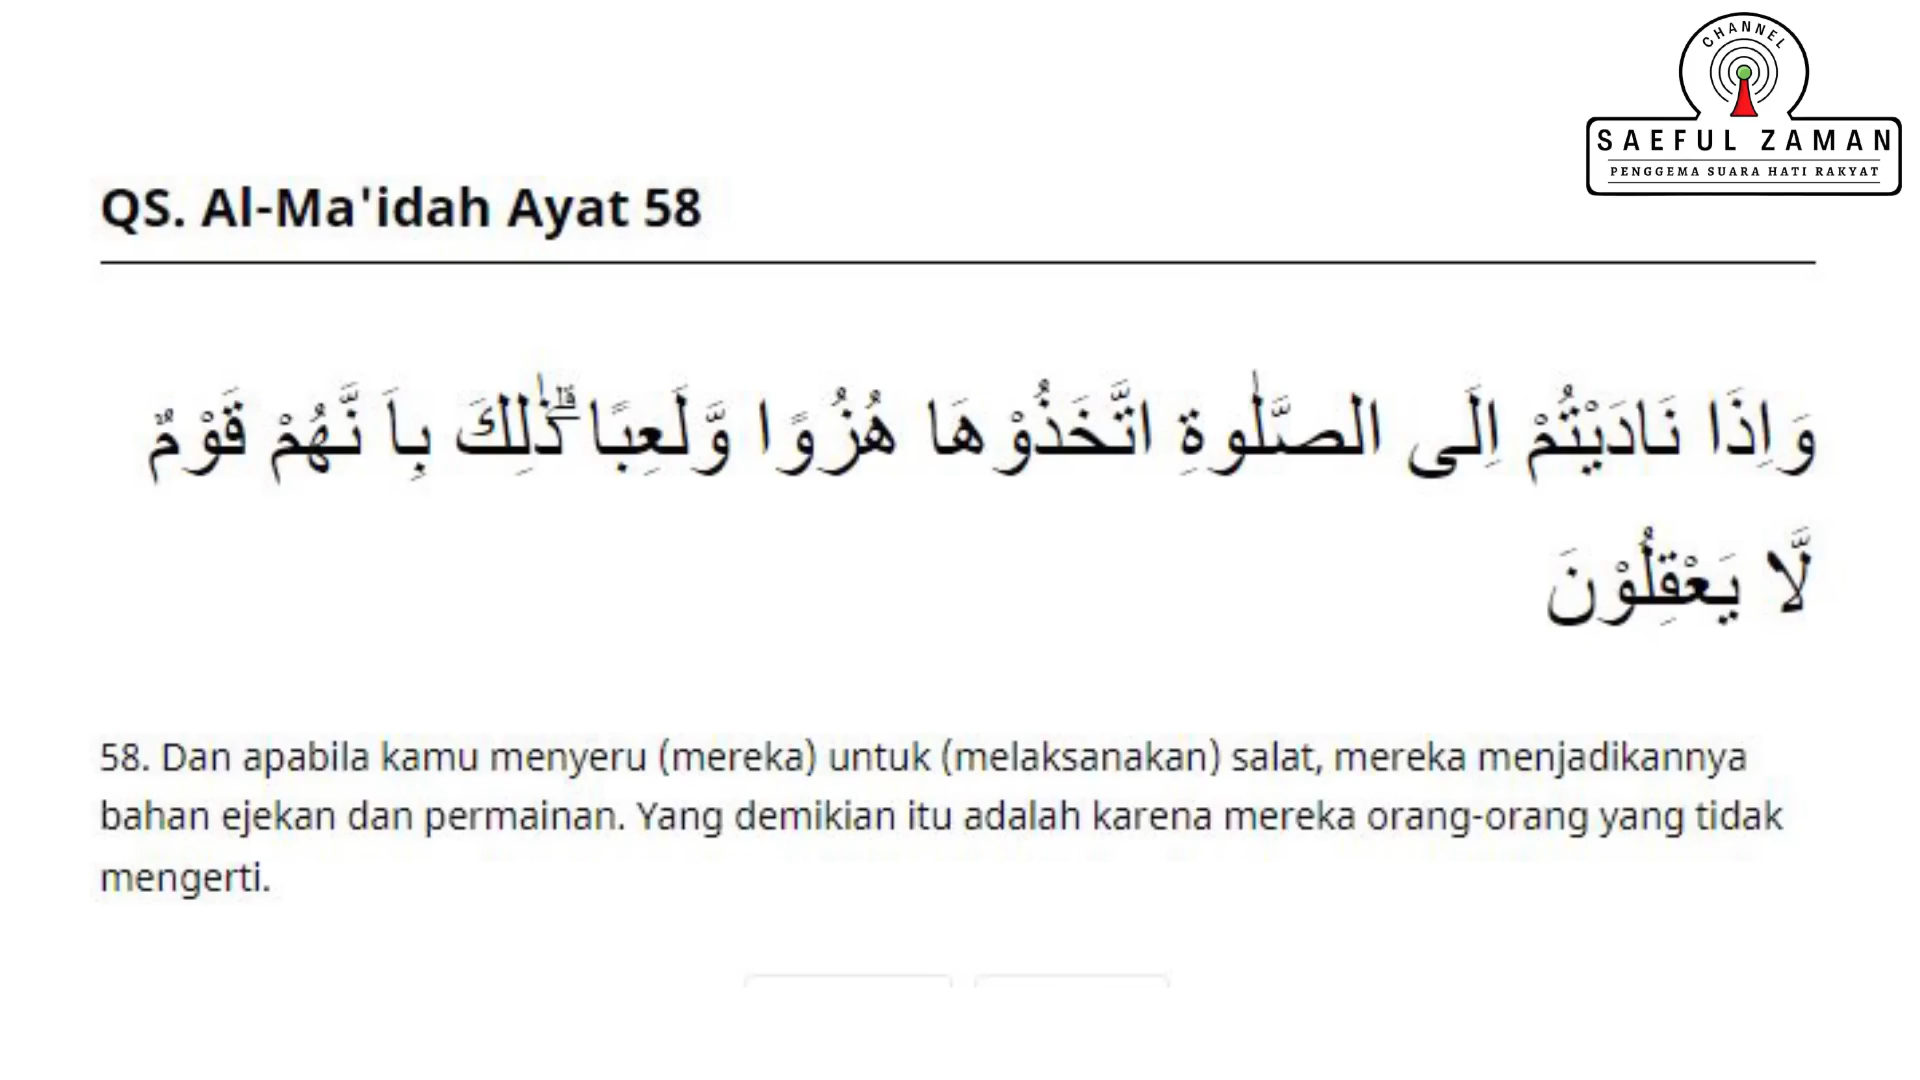 CHANNEL
SAEFUL ZAMAN
PENGGEMA SUARA HATI RAKYAT
QS. Al-Ma'idah Ayat 58
وَاِذَا نَادَيْتُمْ اِلَى الصَّلٰوةِ اتَّخَذُوْهَا هُزُوًا وَّلَعِبًا ۗ ذٰلِكَ بِاَ نَّهُمْ قَوْمٌ
لَّا يَعْقِلُوْنَ
58. Dan apabila kamu menyeru (mereka) untuk (melaksanakan) salat, mereka menjadikannya
bahan ejekan dan permainan. Yang demikian itu adalah karena mereka orang-orang yang tidak
mengerti.